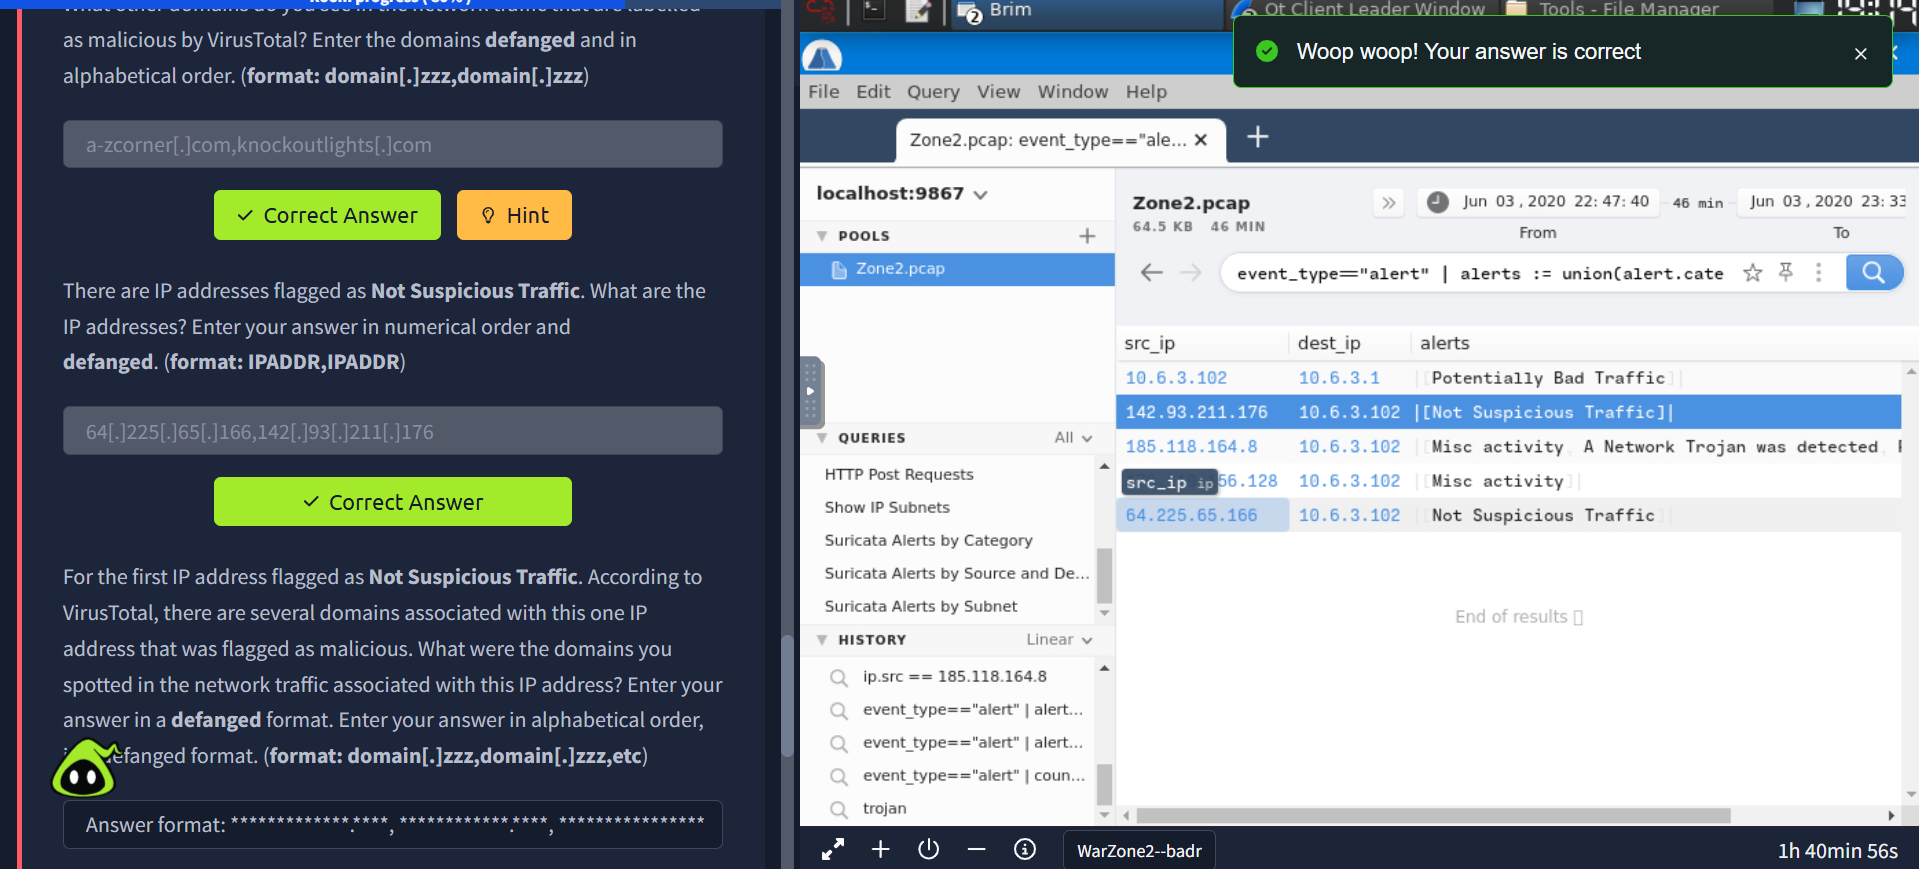 What other domains do you see in the network traffic that are labelled
as malicious by VirusTotal? Enter the domains defanged and in
alphabetical order. (format: domain[.]zzz,domain[.]zzz)
a-zcorner[.]com,knockoutlights[.]com
Correct Answer
Hint
There are IP addresses flagged as Not Suspicious Traffic. What are the
IP addresses? Enter your answer in numerical order and
defanged. (format: IPADDR,IPADDR)
64[.]225[.]65[.]166,142[.]93[.]211[.]176
Correct Answer
For the first IP address flagged as Not Suspicious Traffic. According to
VirusTotal, there are several domains associated with this one IP
address that was flagged as malicious. What were the domains you
spotted in the network traffic associated with this IP address? Enter your
answer in a defanged format. Enter your answer in alphabetical order,
defanged format. (format: domain[.]zzz,domain[.]zzz,etc)
Answer format: *************.****, ************.****, ****************
2 Brim
Qt Client Leader Window
Tools - File Manager
Woop woop! Your answer is correct
File Edit Query View Window Help
Zone2.pcap: event_type=="ale...
localhost:9867
POOLS
Zone2.pcap
QUERIES
All
HTTP Post Requests
Show IP Subnets
Suricata Alerts by Category
Suricata Alerts by Source and De...
Suricata Alerts by Subnet
HISTORY
Linear
ip.src == 185.118.164.8
event_type=="alert" | alert...
event_type=="alert" | alert...
event_type=="alert" | coun...
trojan
Zone2.pcap
64.5 KB 46 MIN
Jun 03 , 2020 22: 47: 40
46 min
Jun 03 , 2020 23: 33
From
To
event_type=="alert" | alerts := union(alert.cate
src_ip dest_ip alerts
10.6.3.102 10.6.3.1 |[Potentially Bad Traffic]|
142.93.211.176 10.6.3.102 |[Not Suspicious Traffic]|
185.118.164.8 10.6.3.102 |[Misc activity, A Network Trojan was detected,
src_ip ip
56.128 10.6.3.102 |[Misc activity]|
64.225.65.166 10.6.3.102 |[Not Suspicious Traffic]|
End of results
WarZone2--badr
1h 40min 56s